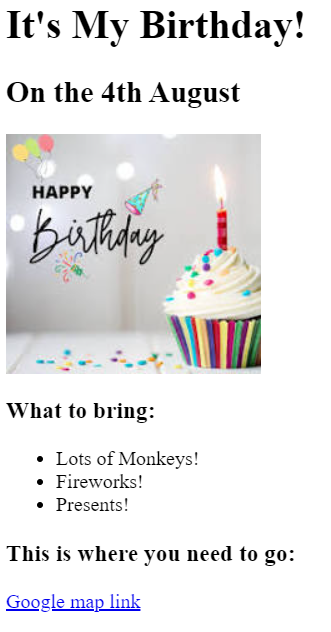 It's My Birthday!
On the 4th August
HAPPY
Birthday
What to bring:
Lots of Monkeys!
Fireworks!
Presents!
This is where you need to go:
Google map link